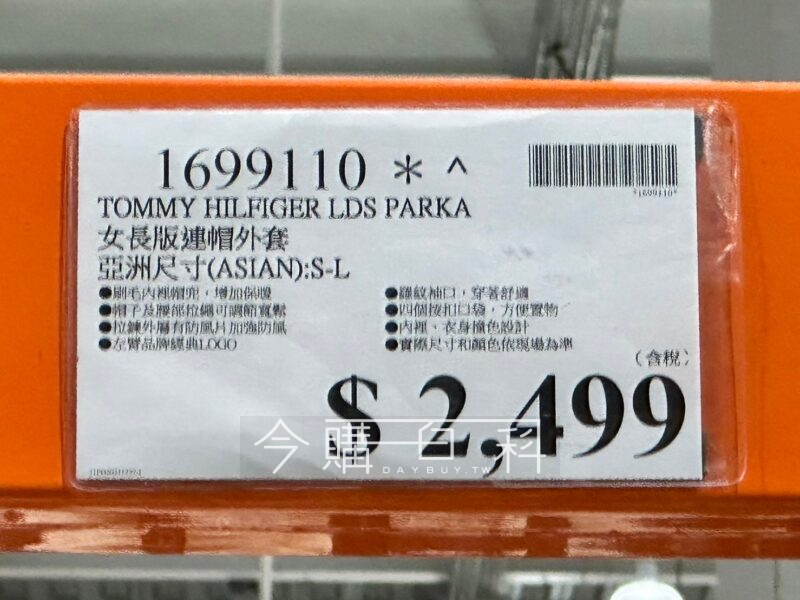 1699110 * ^
*1699110*
TOMMY HILFIGER LDS PARKA
女長版連帽外套
亞洲尺寸(ASIAN):S-L
●刷毛內裡帽兜，增加保暖
●帽子及腰部拉繩可調節寬鬆
●拉鍊外層有防風片加強防風
●左臂品牌經典LOGO
●羅紋袖口，穿著舒適
●四個按扣口袋，方便置物
●內裡、衣身撞色設計
●實際尺寸和顏色依現場為準
(含稅)
$ 2,499
今購百科
DAYBUY.TW